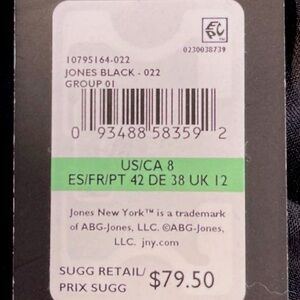 0230038739
10795164-022
JONES BLACK - 022
GROUP 01
0 93488 58359 2
US/CA 8
ES/FR/PT 42 DE 38 UK 12
Jones New York™ is a trademark
of ABG-Jones, LLC. ©ABG-Jones,
LLC. jny.com
SUGG RETAIL/
PRIX SUGG $79.50